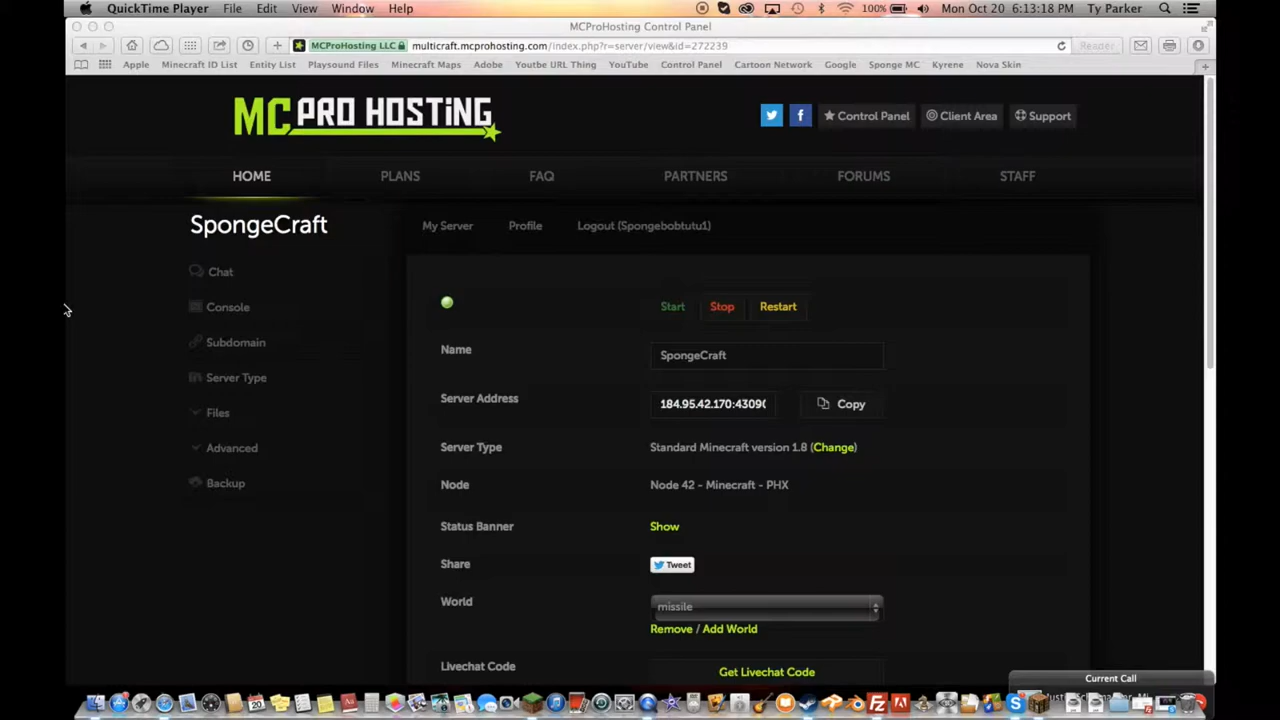 QuickTime Player File Edit View Window Help 100% Mon Oct 20 6:13:18 PM Ty Parker
MCProHosting Control Panel
MCProHosting LLC multicraft.mcprohosting.com/index.php?r=server/view&id=272239 Reader
Apple Minecraft ID List Entity List Playsound Files Minecraft Maps Adobe Youtbe URL Thing YouTube Control Panel Cartoon Network Google Sponge MC Kyrene Nova Skin
MC PRO HOSTING
Control Panel Client Area Support
HOME PLANS FAQ PARTNERS FORUMS STAFF
SpongeCraft
My Server Profile Logout (Spongebobtutu1)
Chat
Console
Subdomain
Server Type
Files
Advanced
Backup
Start Stop Restart
Name SpongeCraft
Server Address 184.95.42.170:4309 Copy
Server Type Standard Minecraft version 1.8 (Change)
Node Node 42 - Minecraft - PHX
Status Banner Show
Share Tweet
World missile
Remove / Add World
Livechat Code Get Livechat Code
Current Call